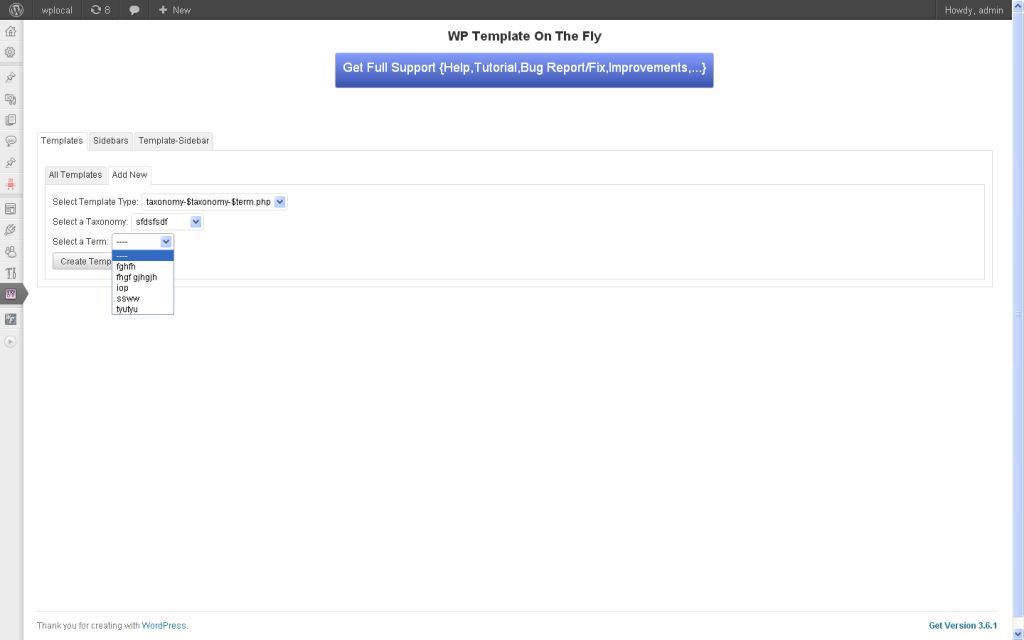 wplocal 8 New Howdy, admin
WP Template On The Fly
Get Full Support {Help,Tutorial,Bug Report/Fix,Improvements,...}
Templates Sidebars Template-Sidebar
All Templates Add New
Select Template Type: taxonomy-$taxonomy-$term.php
Select a Taxonomy: sfdsfsdf
Select a Term: ----
----
Create Temp
fghfh
fhgf gjhgjh
iop
ssww
tyutyu
Thank you for creating with WordPress.
Get Version 3.6.1